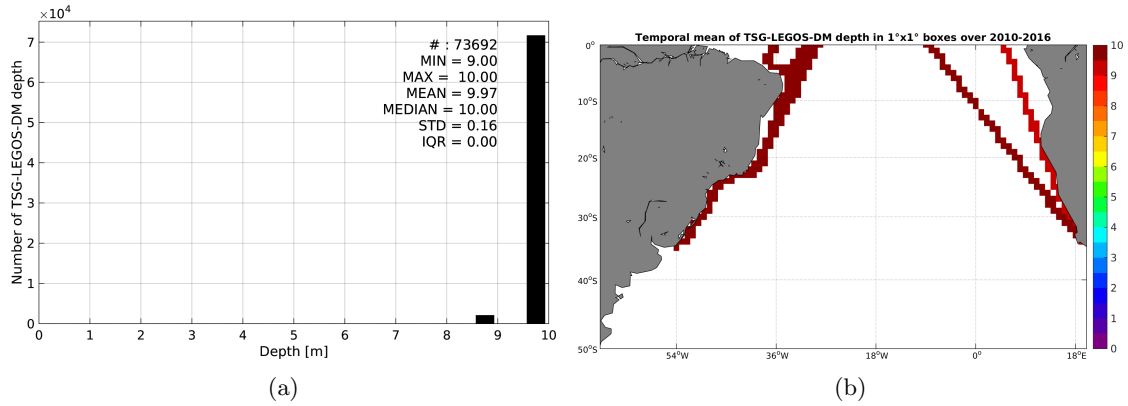 ×10⁴
7
6
5
4
3
2
1
0
Number of TSG-LEGOS-DM depth
# : 73692
MIN = 9.00
MAX = 10.00
MEAN = 9.97
MEDIAN = 10.00
STD = 0.16
IQR = 0.00
0 1 2 3 4 5 6 7 8 9 10
Depth [m]
(a)
Temporal mean of TSG-LEGOS-DM depth in 1°x1° boxes over 2010-2016
0°
10°S
20°S
30°S
40°S
50°S
54°W 36°W 18°W 0° 18°E
10
9
8
7
6
5
4
3
2
1
0
(b)